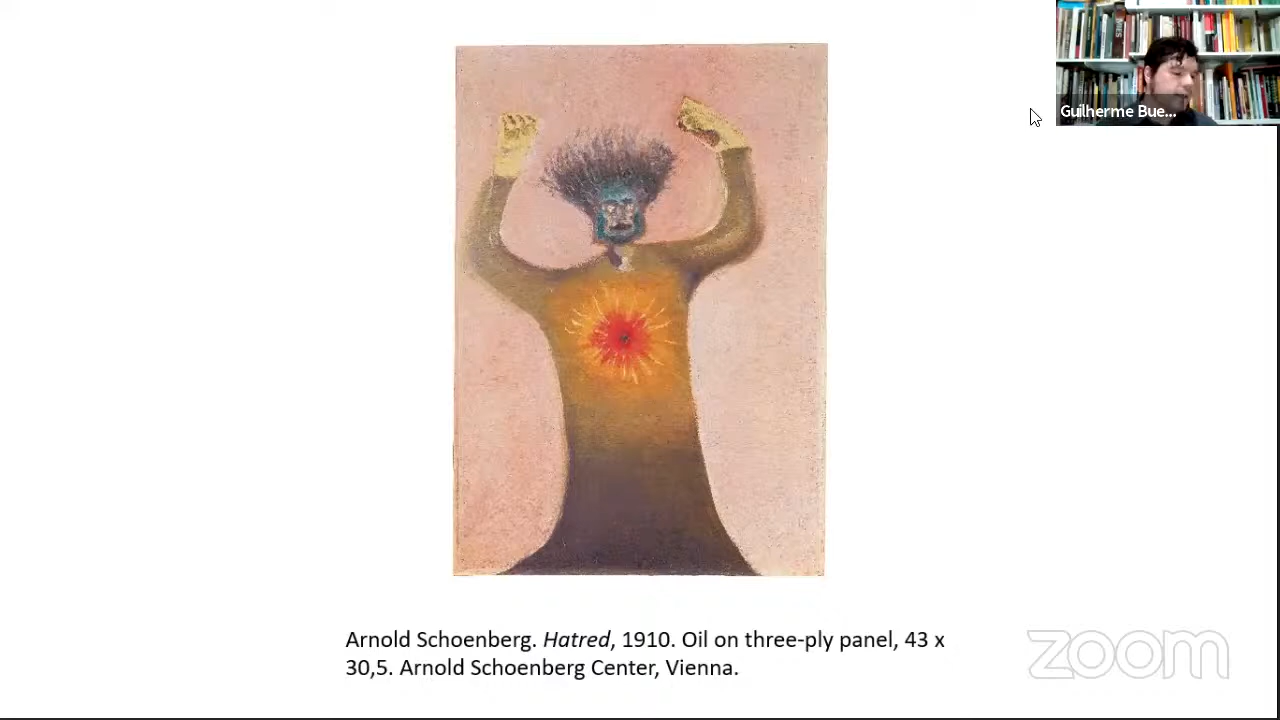 Guilherme Bue...
Arnold Schoenberg. Hatred, 1910. Oil on three-ply panel, 43 x
30,5. Arnold Schoenberg Center, Vienna.
zoom